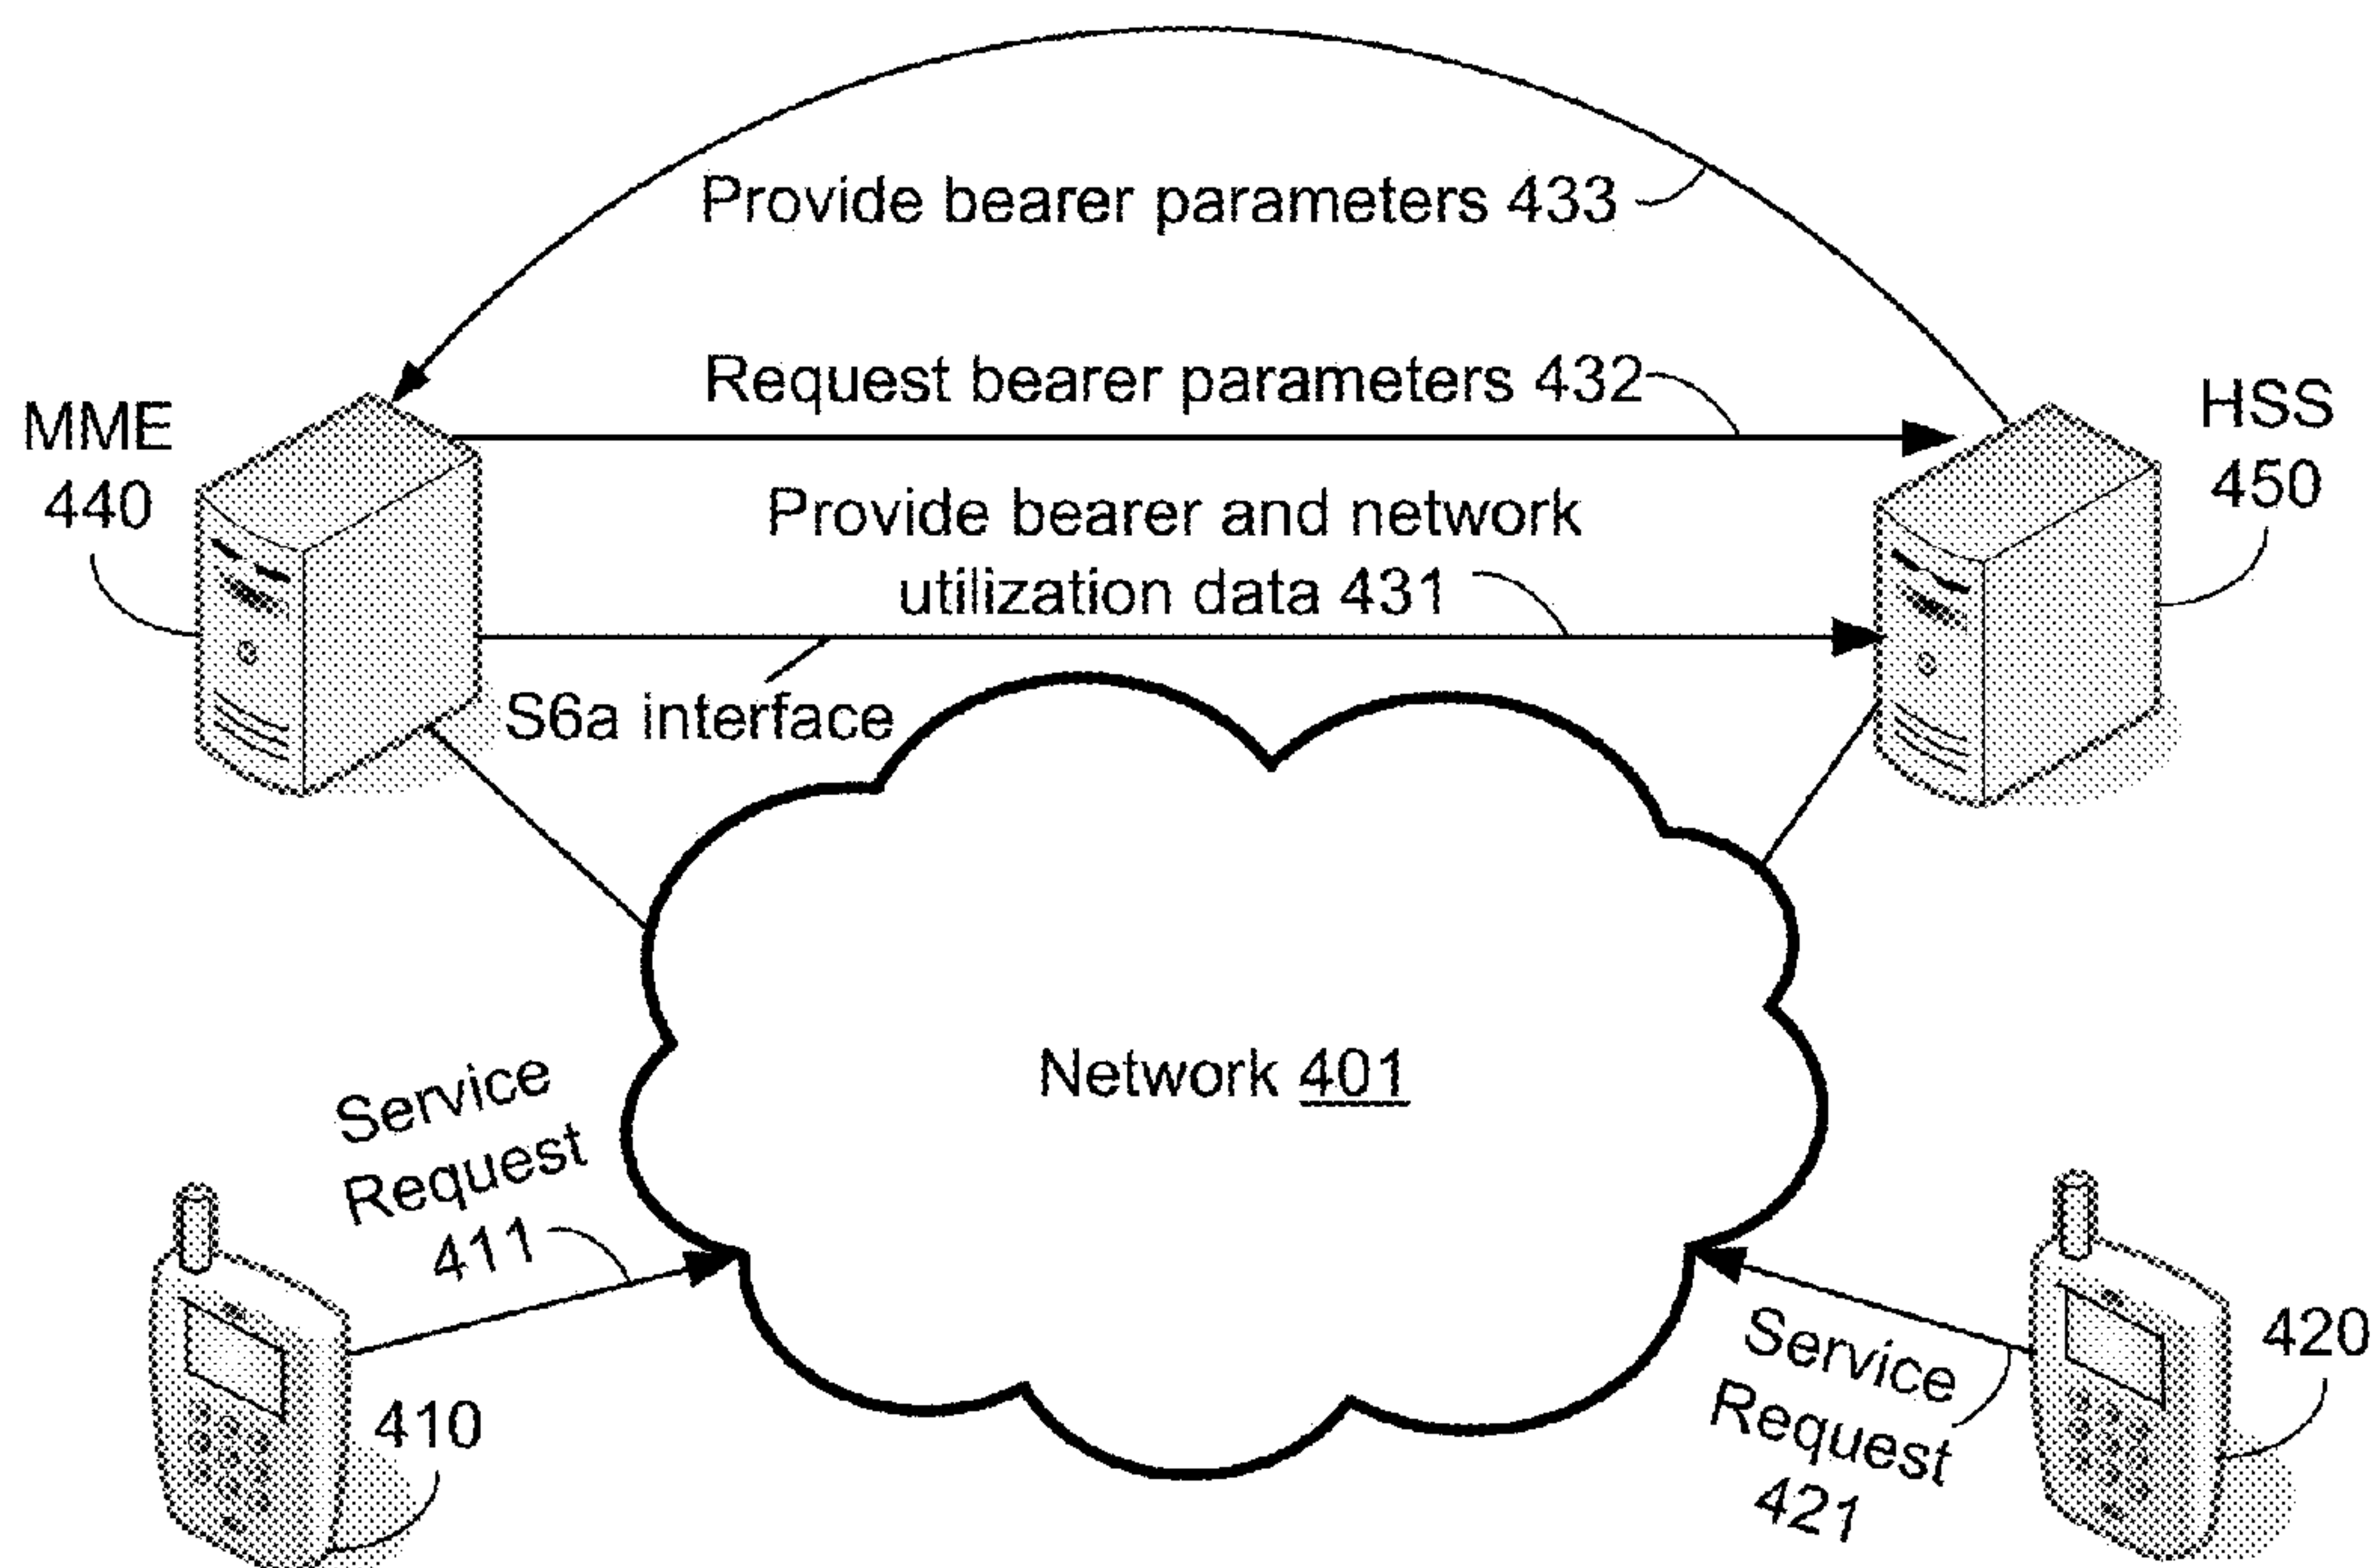 Provide bearer parameters 433
Request bearer parameters 432
MME
440
HSS
450
Provide bearer and network
utilization data 431
S6a interface
Network 401
Service
Request
411
410
Service
Request
421
420